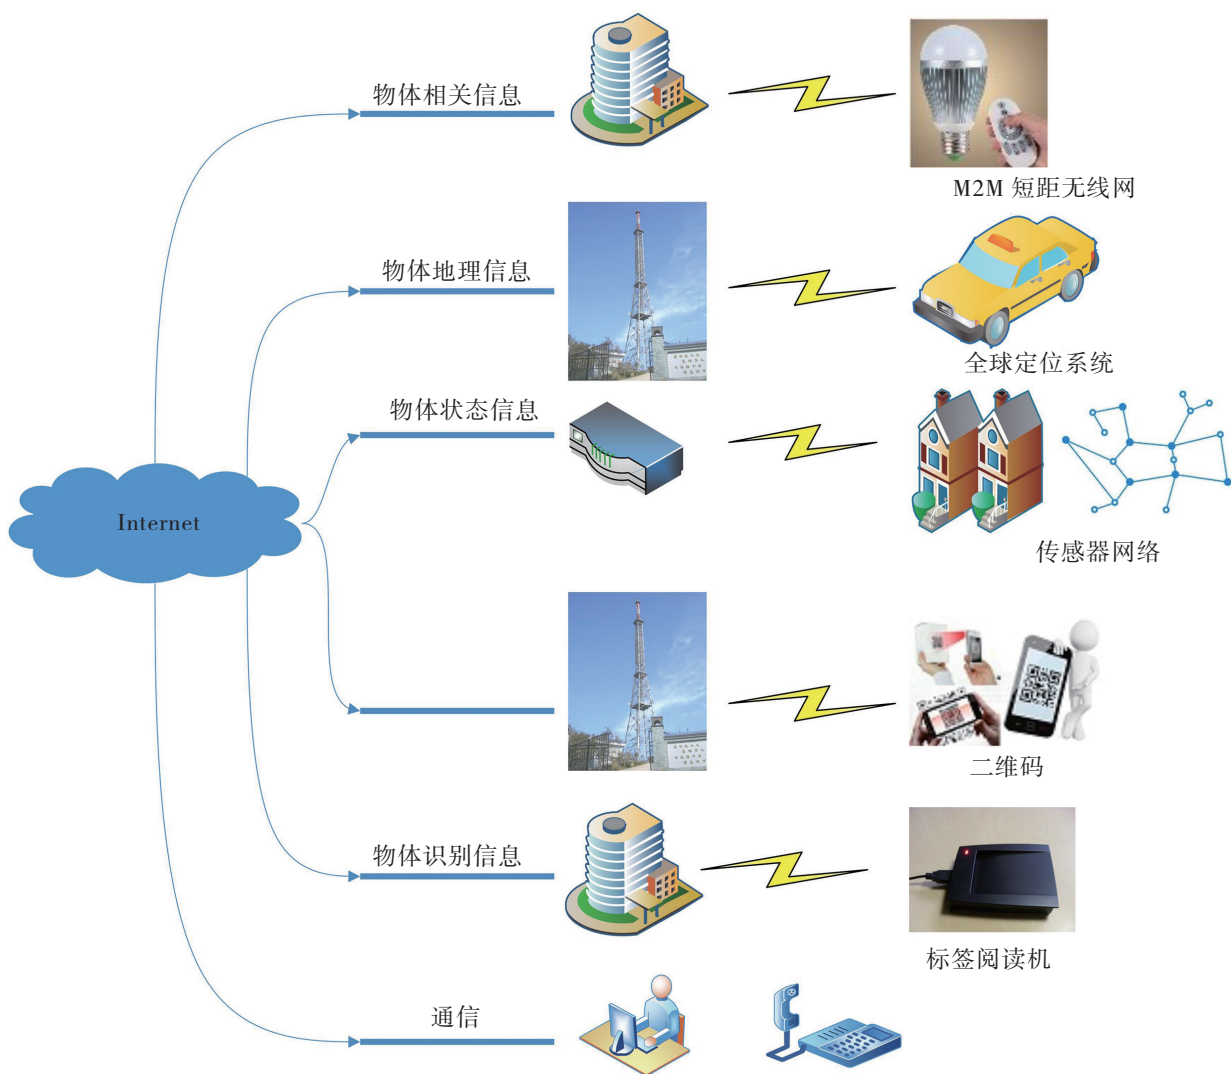 物体相关信息
M2M 短距无线网
物体地理信息
全球定位系统
物体状态信息
Internet
传感器网络
二维码
物体识别信息
标签阅读机
通信